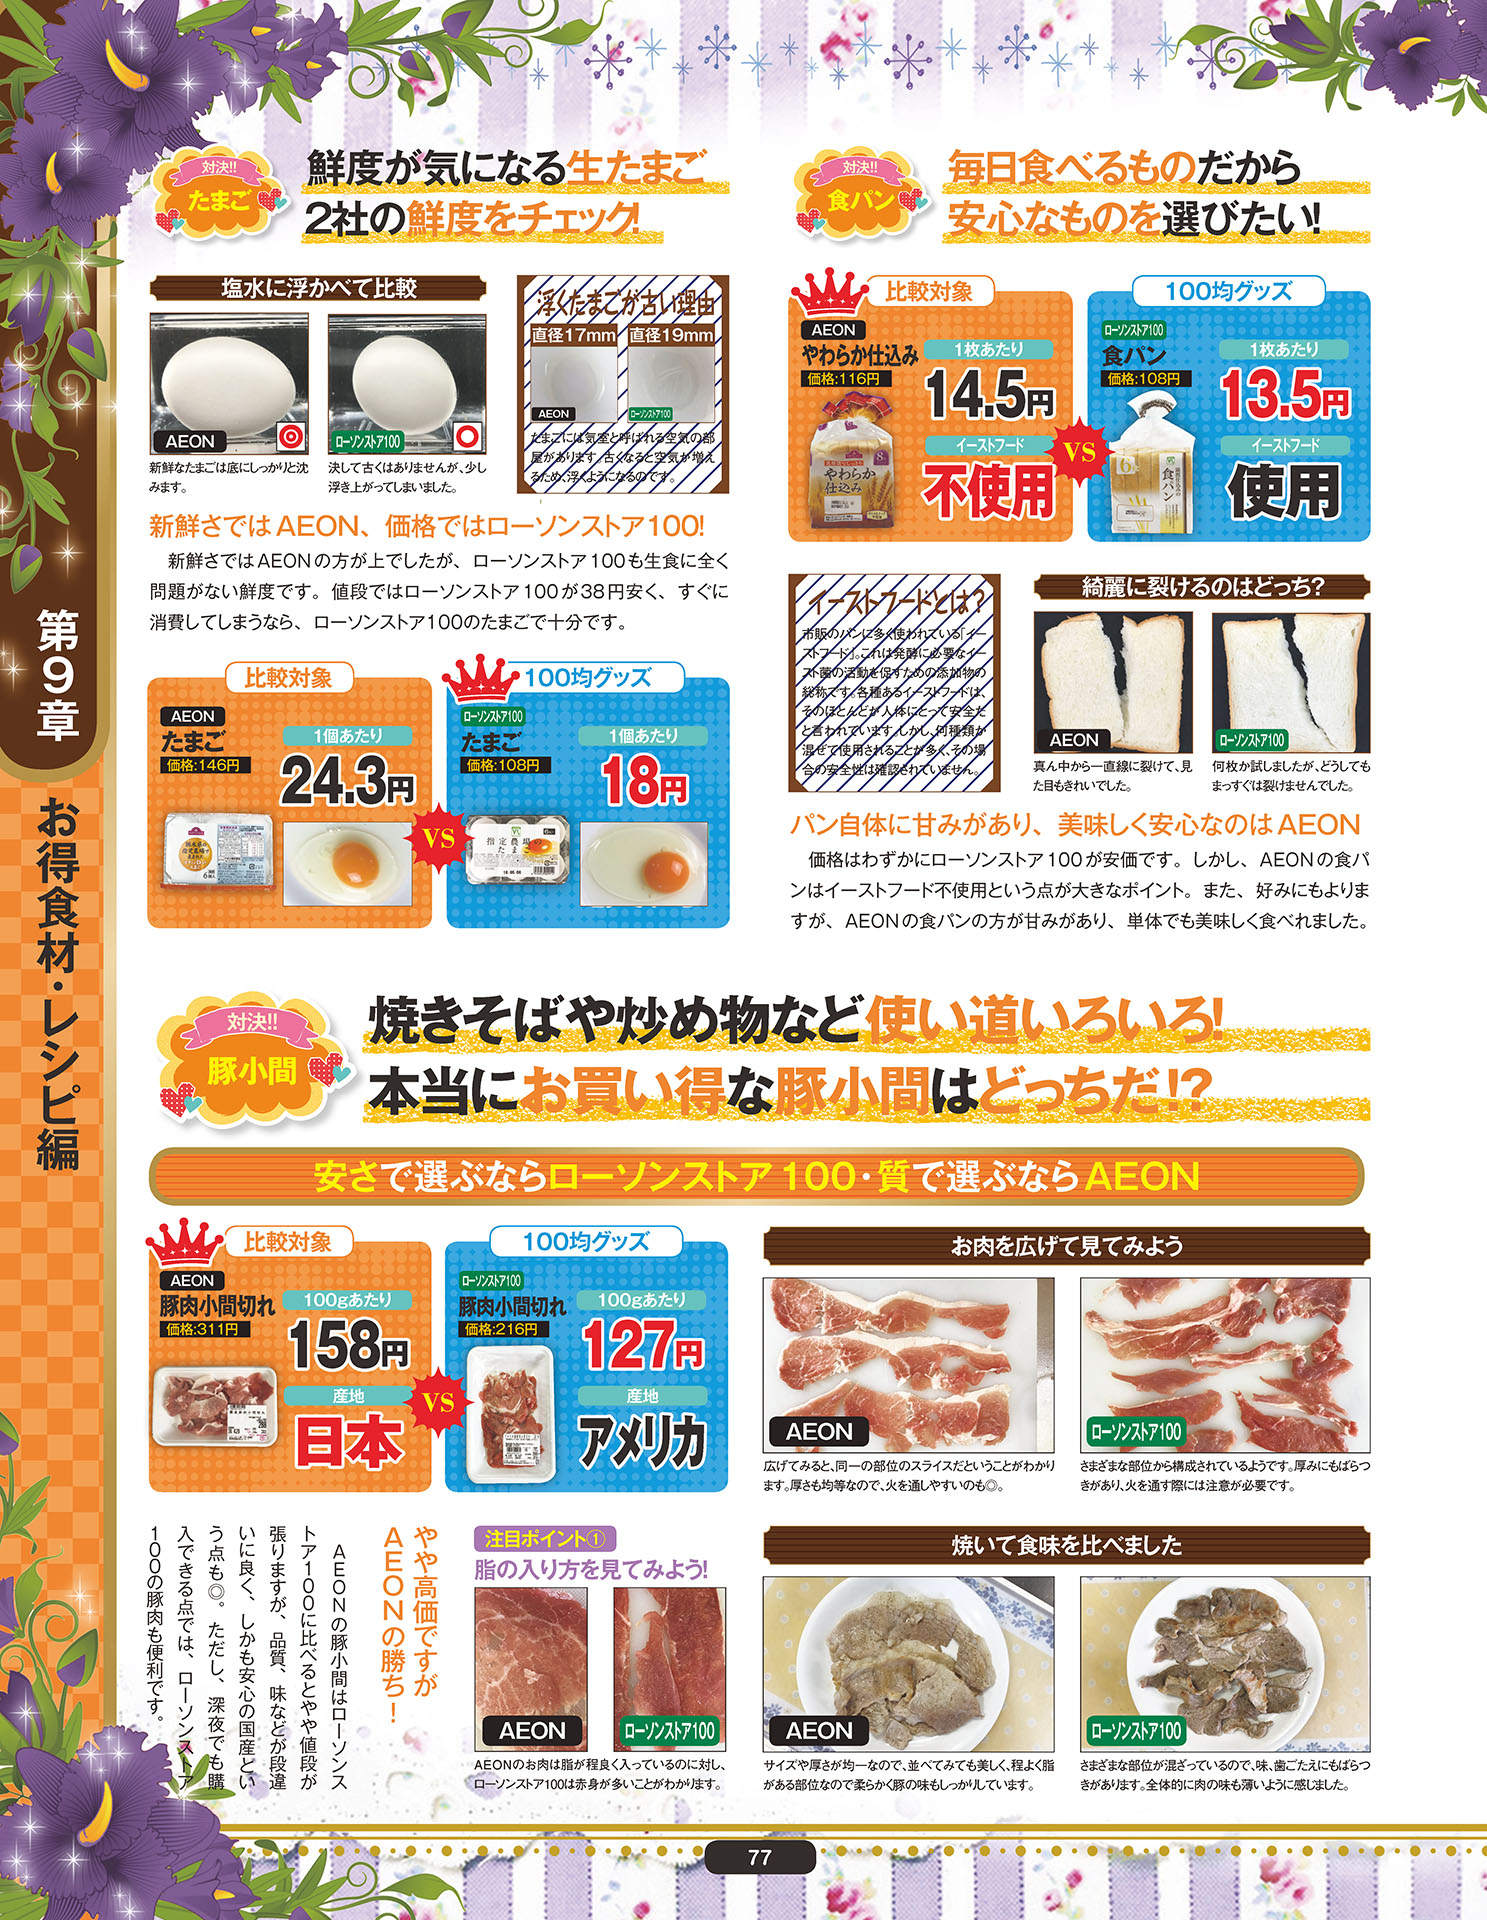 第9章
お得食材・レシピ編
対決!!
たまご
鮮度が気になる生たまご
2社の鮮度をチェック!
塩水に浮かべて比較
AEON
ローソンストア100
新鮮なたまごは底にしっかりと沈
みます。
決して古くはありませんが、少し
浮き上がってしまいました。
浮くたまごが古い理由
直径17mm
直径19mm
AEON
ローソンストア100
たまごには気室と呼ばれる空気の部
屋があります。古くなると空気が増え
るため、浮くようになるのです。
新鮮さではAEON、価格ではローソンストア100!
新鮮さではAEONの方が上でしたが、ローソンストア100も生食に全く
問題がない鮮度です。値段ではローソンストア100が38円安く、すぐに
消費してしまうなら、ローソンストア100のたまごで十分です。
比較対象
AEON
たまご
価格:146円
1個あたり
24.3円
VS
100均グッズ
ローソンストア100
たまご
価格:108円
1個あたり
18円
対決!!
食パン
毎日食べるものだから
安心なものを選びたい!
比較対象
AEON
やわらか仕込み
価格:116円
1枚あたり
14.5円
イーストフード
不使用
やわらか
仕込み
VS
100均グッズ
ローソンストア100
食パン
価格:108円
1枚あたり
13.5円
イーストフード
使用
食パン
イーストフードとは?
市販のパンに多く使われている「イー
ストフード」。これは発酵に必要なイー
スト菌の活動を促すための添加物の
総称です。各種あるイーストフードは、
そのほとんどが人体にとって安全だ
と言われています。しかし、何種類か
混ぜて使用されることが多く、その場
合の安全性は確認されていません。
綺麗に裂けるのはどっち?
AEON
ローソンストア100
真ん中から一直線に裂けて、見
た目もきれいでした。
何枚か試しましたが、どうしても
まっすぐは裂けませんでした。
パン自体に甘みがあり、美味しく安心なのはAEON
価格はわずかにローソンストア100が安価です。しかし、AEONの食パ
ンはイーストフード不使用という点が大きなポイント。また、好みにもよりま
すが、AEONの食パンの方が甘みがあり、単体でも美味しく食べれました。
対決!!
豚小間
焼きそばや炒め物など使い道いろいろ!
本当にお買い得な豚小間はどっちだ!?
安さで選ぶならローソンストア100・質で選ぶならAEON
比較対象
AEON
豚肉小間切れ
価格:311円
100gあたり
158円
産地
日本
VS
100均グッズ
ローソンストア100
豚肉小間切れ
価格:216円
100gあたり
127円
産地
アメリカ
お肉を広げて見てみよう
AEON
ローソンストア100
広げてみると、同一の部位のスライスだということがわかり
ます。厚さも均等なので、火を通しやすいのも◎。
さまざまな部位から構成されているようです。厚みにもばらつ
きがあり、火を通す際には注意が必要です。
やや高価ですが
AEONの勝ち!
AEONの豚小間はローソンス
トア100に比べるとやや値段が
張りますが、品質、味などが段違
いに良く、しかも安心の国産とい
う点も◎。ただし、深夜でも購
入できる点では、ローソンストア
100の豚肉も便利です。
注目ポイント①
脂の入り方を見てみよう!
AEON
ローソンストア100
AEONのお肉は脂が程良く入っているのに対し、
ローソンストア100は赤身が多いことがわかります。
焼いて食味を比べました
AEON
ローソンストア100
サイズや厚さが均一なので、並べてみても美しく、程よく脂
がある部位なので柔らかく豚の味もしっかりしています。
さまざまな部位が混ざっているので、味、歯ごたえにもばらつ
きがあります。全体的に肉の味も薄いように感じました。
77